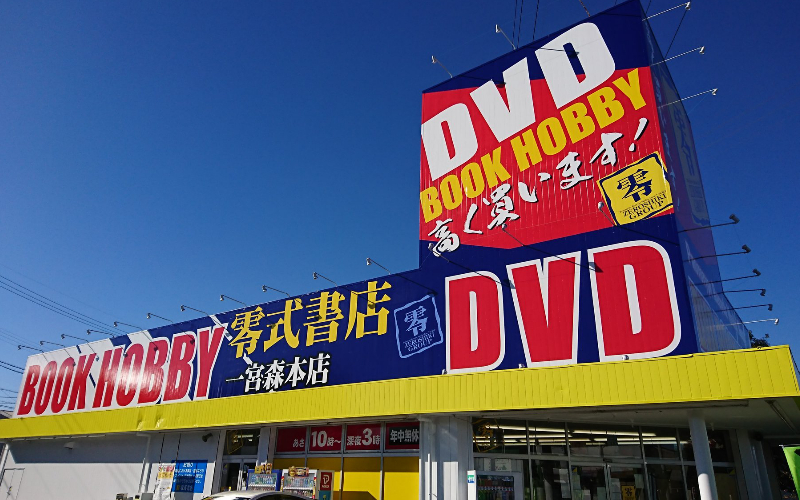 DVD
BOOK HOBBY
高く買います!
零
ZEROSHIKI
GROUP
DVD
BOOK HOBBY
零式書店
一宮森本店
零
ZEROSHIKI
GROUP
あさ10時〜深夜3時
年中無休